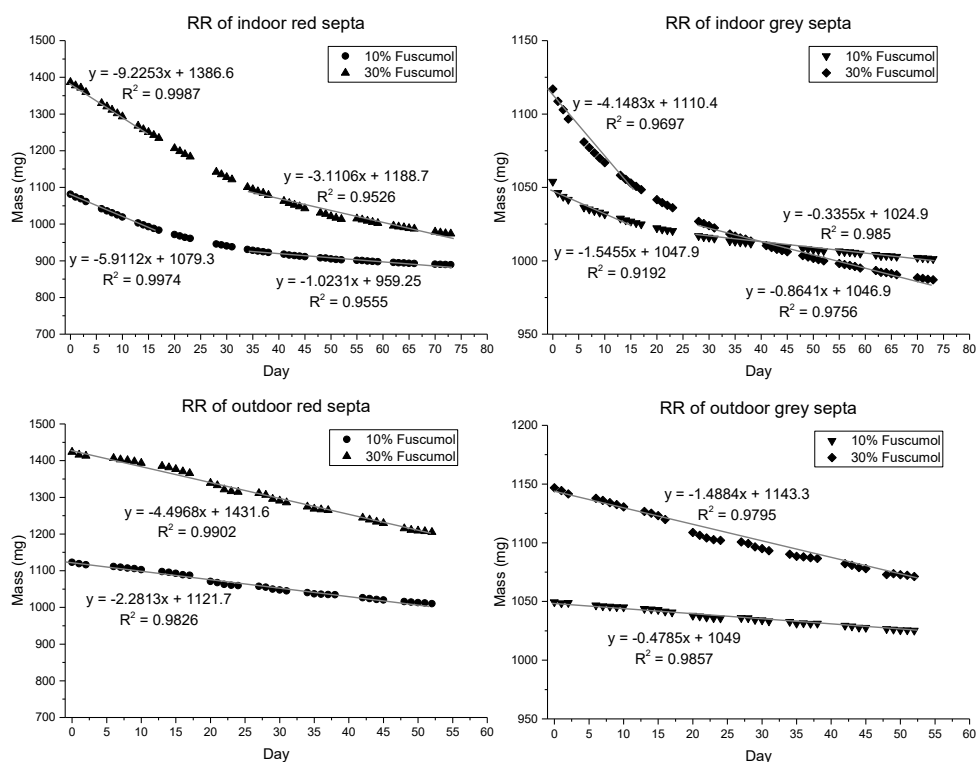 RR of indoor red septa
1500
1400
1300
1200
1100
1000
900
800
700
Mass (mg)
10% Fuscumol
30% Fuscumol
y = -9.2253x + 1386.6
R² = 0.9987
y = -3.1106x + 1188.7
R² = 0.9526
y = -5.9112x + 1079.3
R² = 0.9974
y = -1.0231x + 959.25
R² = 0.9555
0 5 10 15 20 25 30 35 40 45 50 55 60 65 70 75 80
Day
RR of indoor grey septa
1150
1100
1050
1000
950
Mass (mg)
10% Fuscumol
30% Fuscumol
y = -4.1483x + 1110.4
R² = 0.9697
y = -0.3355x + 1024.9
R² = 0.985
y = -1.5455x + 1047.9
R² = 0.9192
y = -0.8641x + 1046.9
R² = 0.9756
0 5 10 15 20 25 30 35 40 45 50 55 60 65 70 75 80
Day
RR of outdoor red septa
1500
1400
1300
1200
1100
1000
900
800
700
Mass (mg)
10% Fuscumol
30% Fuscumol
y = -4.4968x + 1431.6
R² = 0.9902
y = -2.2813x + 1121.7
R² = 0.9826
0 5 10 15 20 25 30 35 40 45 50 55 60
Day
RR of outdoor grey septa
1200
1150
1100
1050
1000
950
Mass (mg)
10% Fuscumol
30% Fuscumol
y = -1.4884x + 1143.3
R² = 0.9795
y = -0.4785x + 1049
R² = 0.9857
0 5 10 15 20 25 30 35 40 45 50 55 60
Day